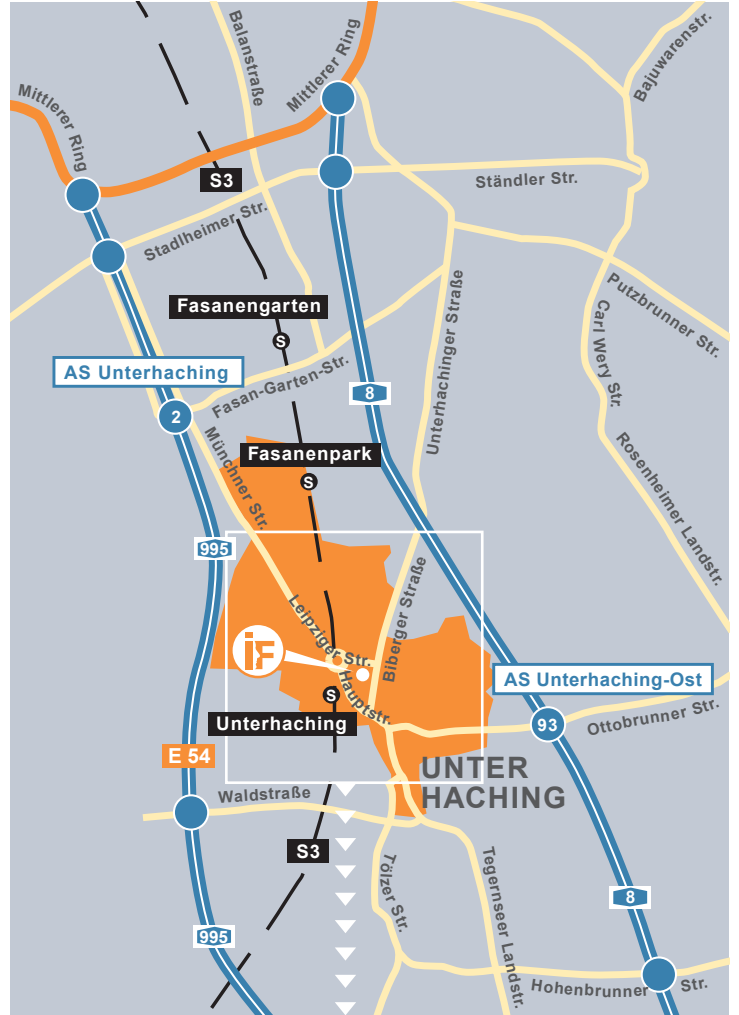 Balanstraße
Mittlerer Ring
Bajuwarenstr.
Mittlerer Ring
S3
Ständler Str.
Stadlheimer Str.
Fasanengarten
S
Putzbrunner Str.
Carl Wery Str.
Unterhachinger Straße
AS Unterhaching
Fasan-Garten-Str.
8
2
Münchner Str.
Fasanenpark
S
Rosenheimer Landstr.
995
Leipziger Str.
Biberger Straße
iF
Hauptstr.
AS Unterhaching-Ost
S
Unterhaching
93
Ottobrunner Str.
E 54
UNTER
HACHING
Waldstraße
S3
Tölzer Str.
Tegernseer Landstr.
8
995
Hohenbrunner Str.